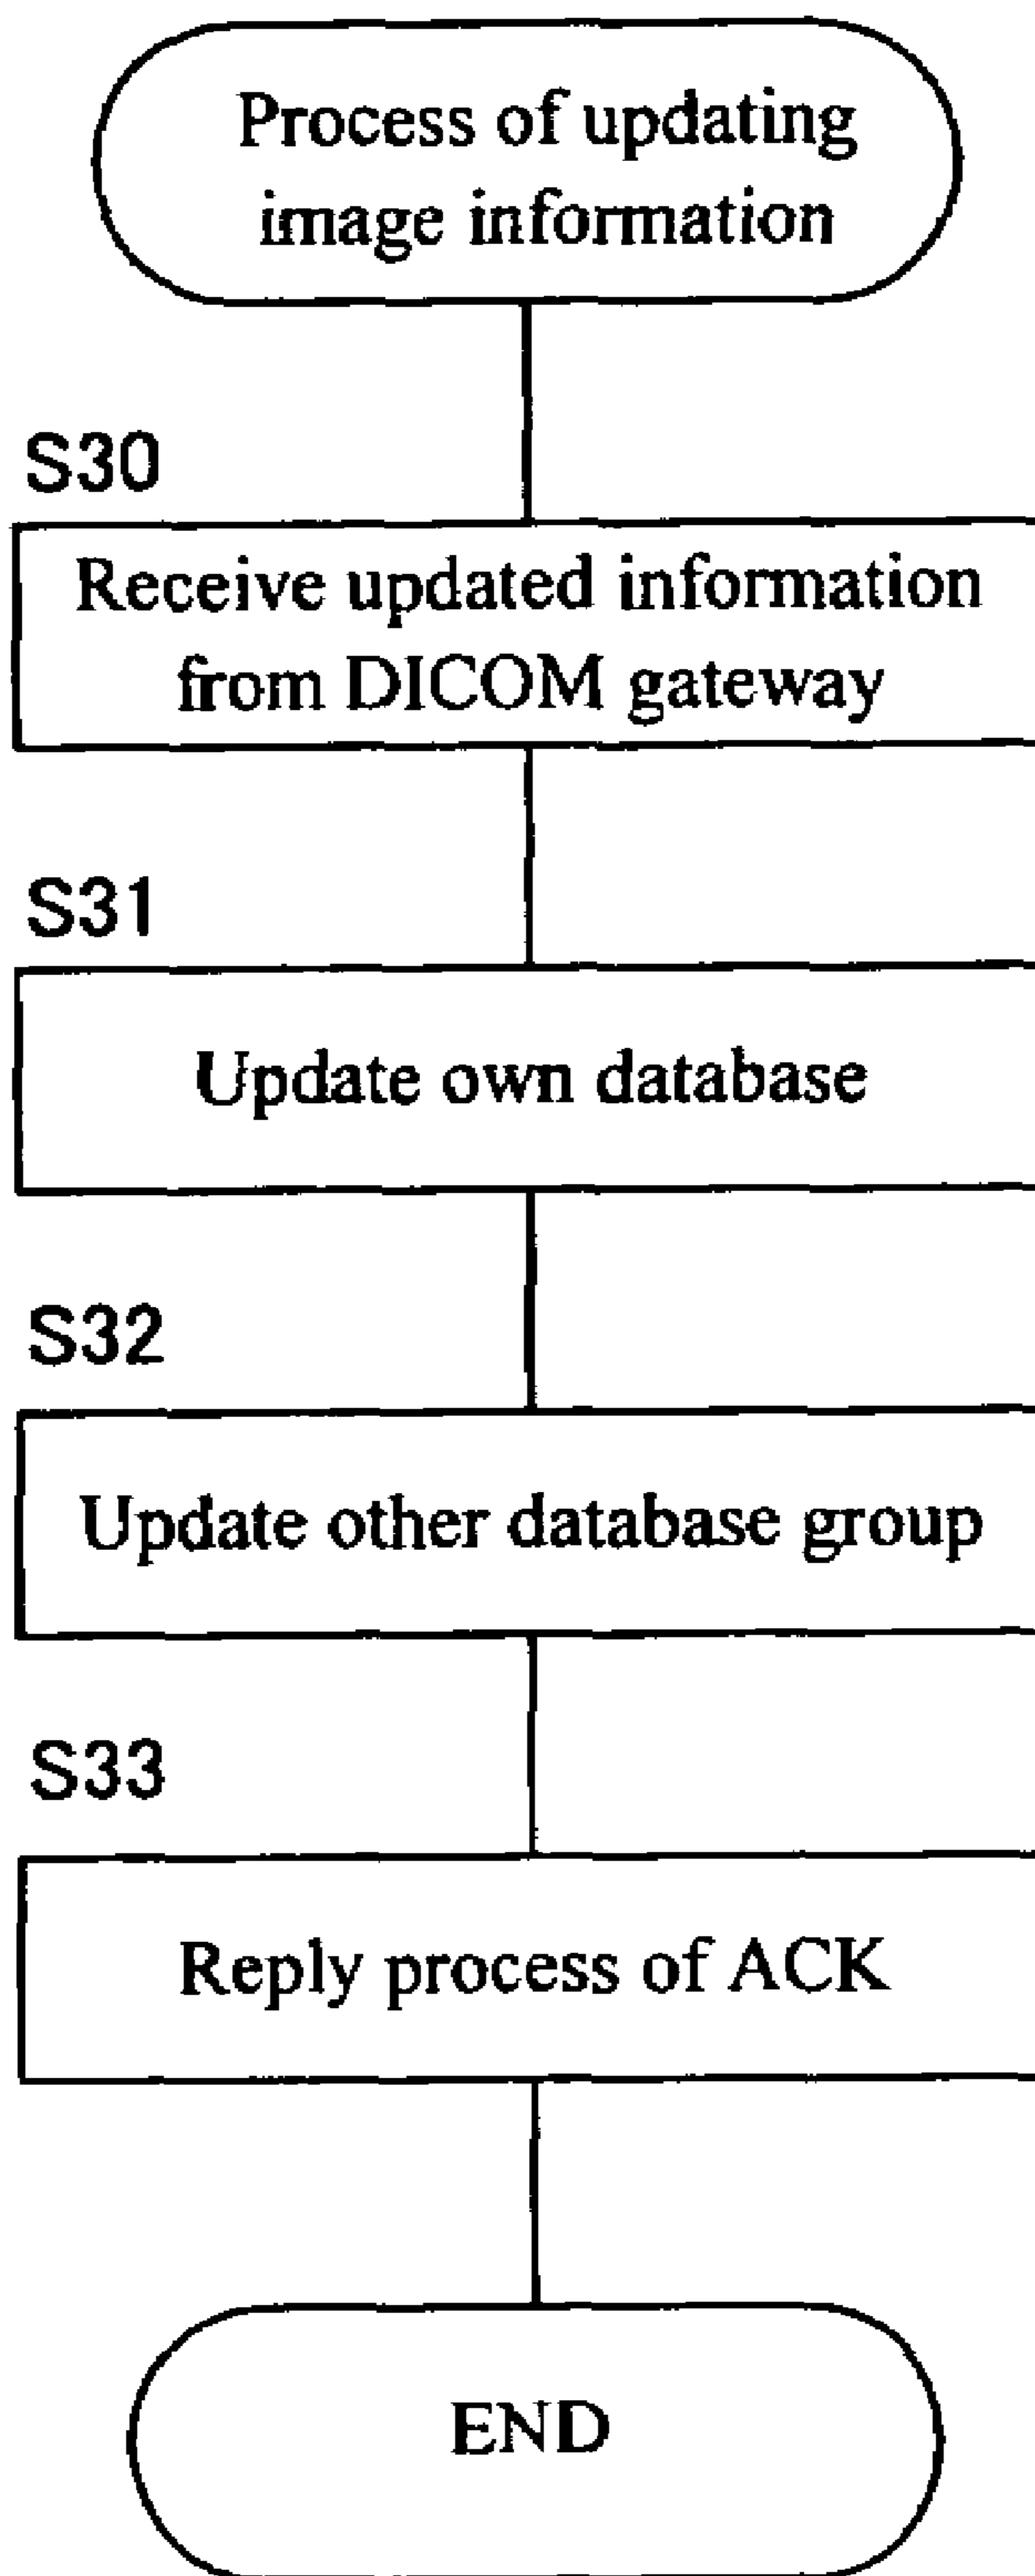 Process of updating
image information
S30
Receive updated information
from DICOM gateway
S31
Update own database
S32
Update other database group
S33
Reply process of ACK
END